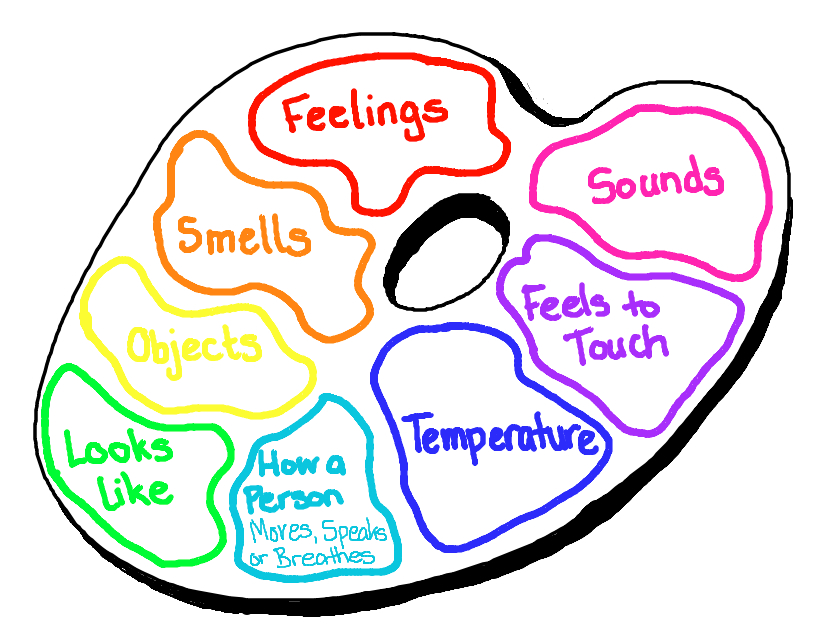 Feelings
Sounds
Smells
Feels to
Touch
Objects
Temperature
Looks
Like
How a
Person
Moves, Speaks
or Breathes